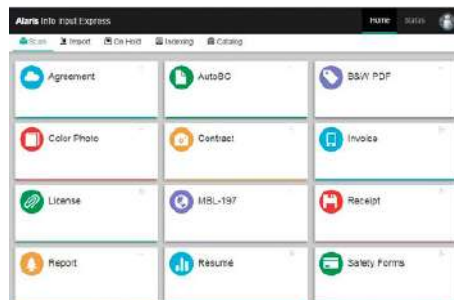 Alaris Info Input Express
Home Status
Scan Import On Hold Indexing Catalog
Agreement AutoBC B&W PDF
Color Photo Contract Invoice
License MBL-197 Receipt
Report Resumé Safety Forms